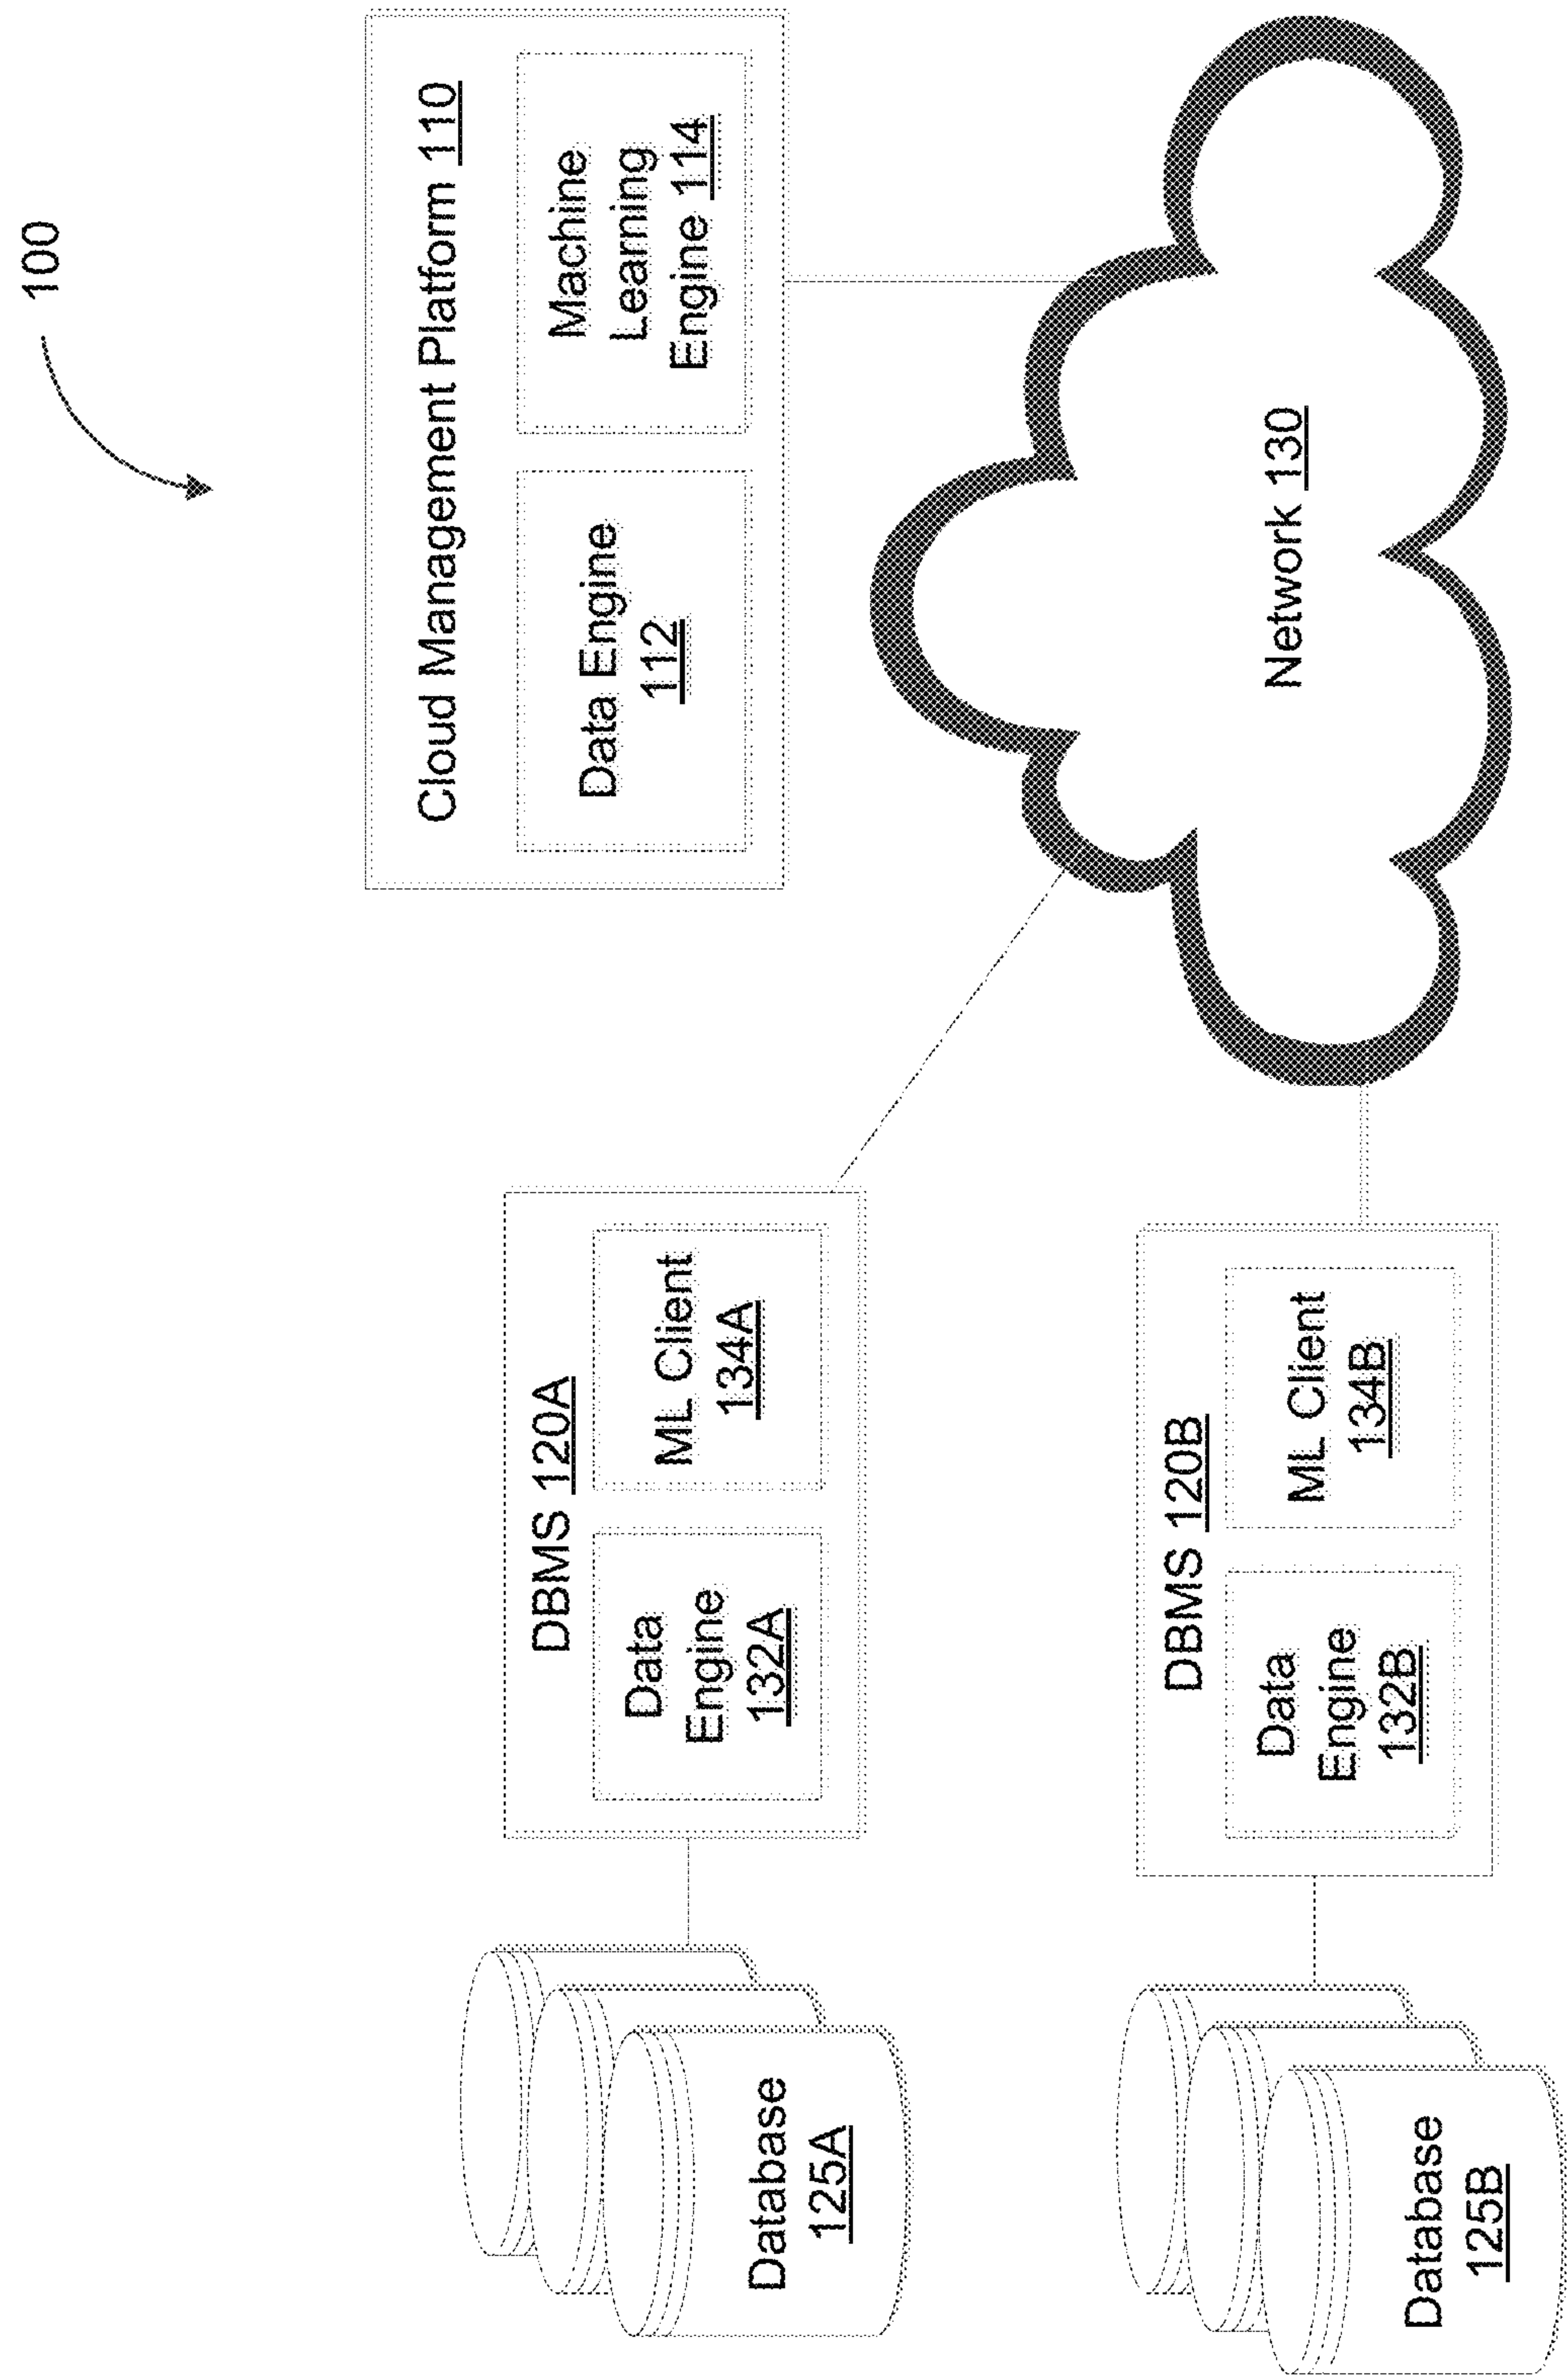 100
Cloud Management Platform 110
Data Engine
112
Machine
Learning
Engine 114
DBMS 120A
Data
Engine
132A
ML Client
134A
Database
125A
Network 130
DBMS 120B
Data
Engine
132B
ML Client
134B
Database
125B